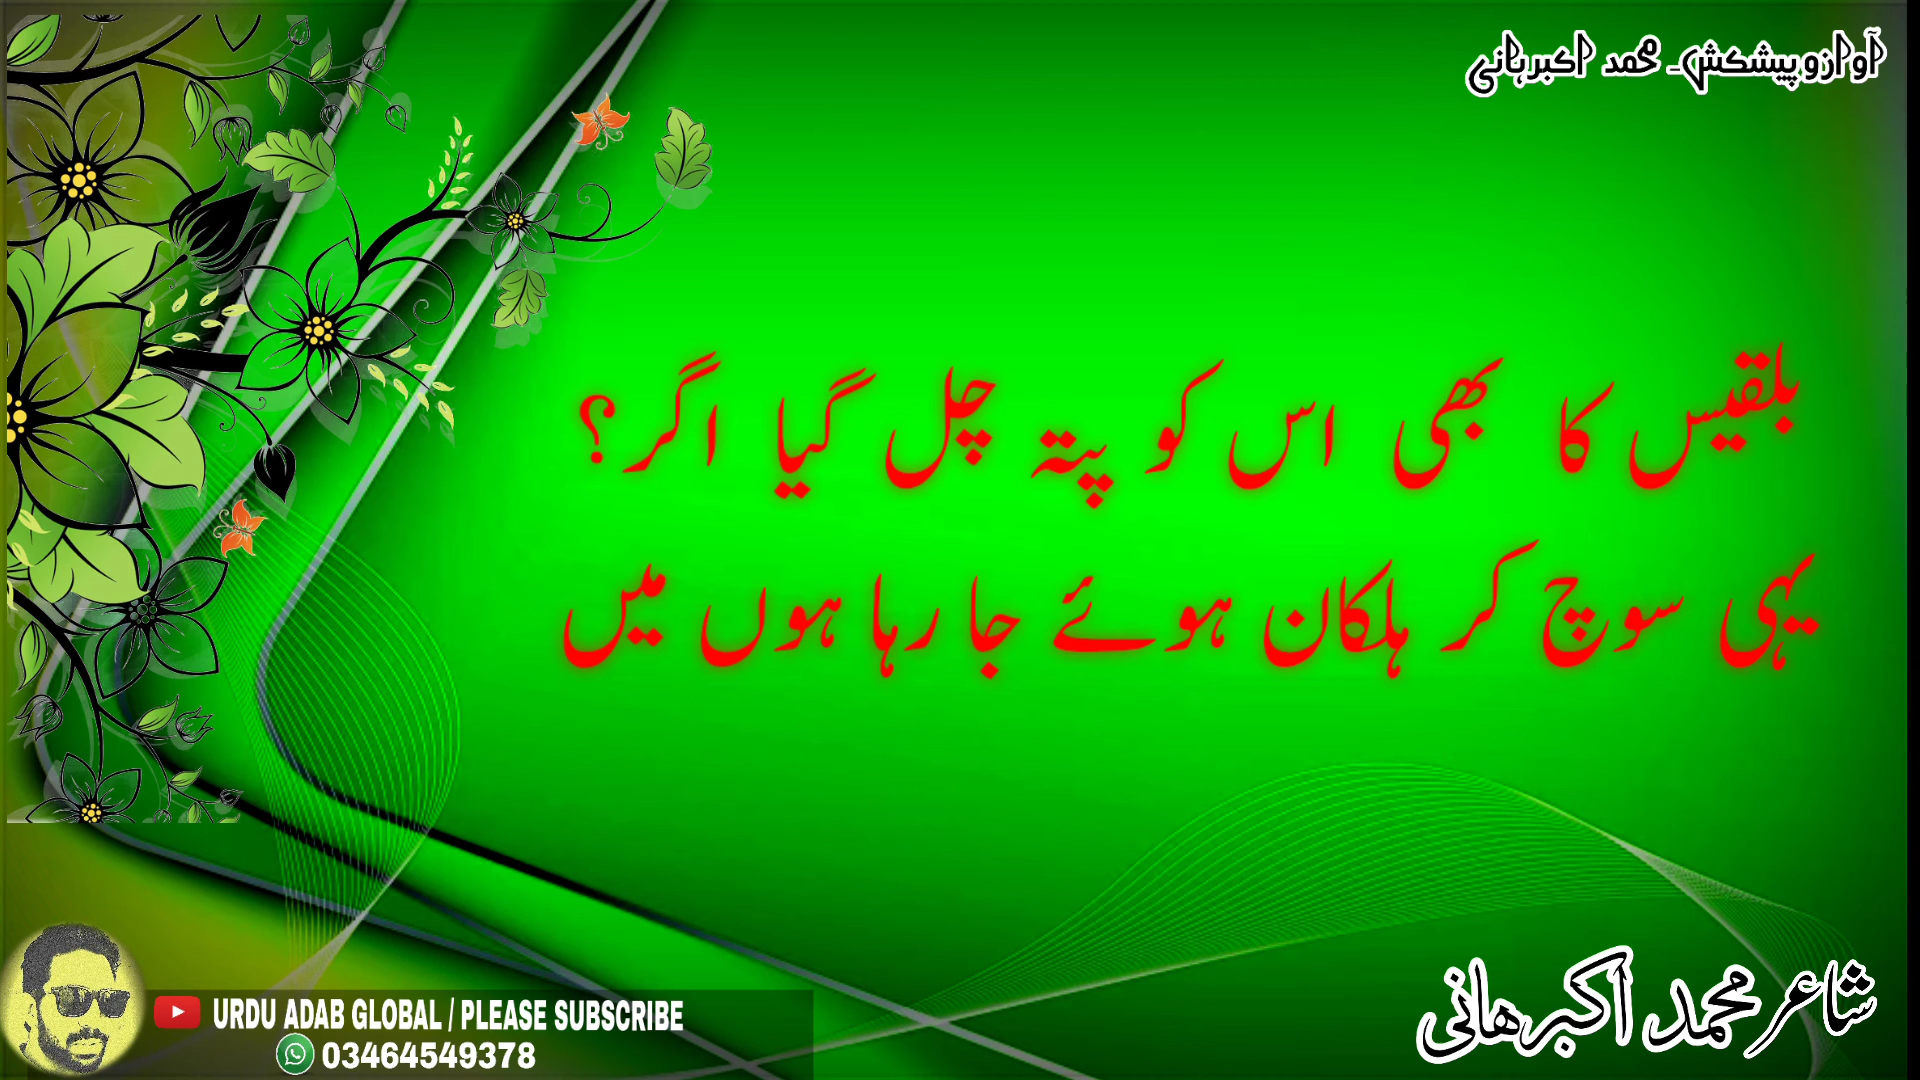 آواز و پیشکش۔ محمد اکبر ہانی
بلقیس کا بھی اس کو پتہ چل گیا اگر؟
یہی سوچ کر ہلکان ہوئے جا رہا ہوں میں
شاعر محمد اکبر ھانی
URDU ADAB GLOBAL / PLEASE SUBSCRIBE
03464549378